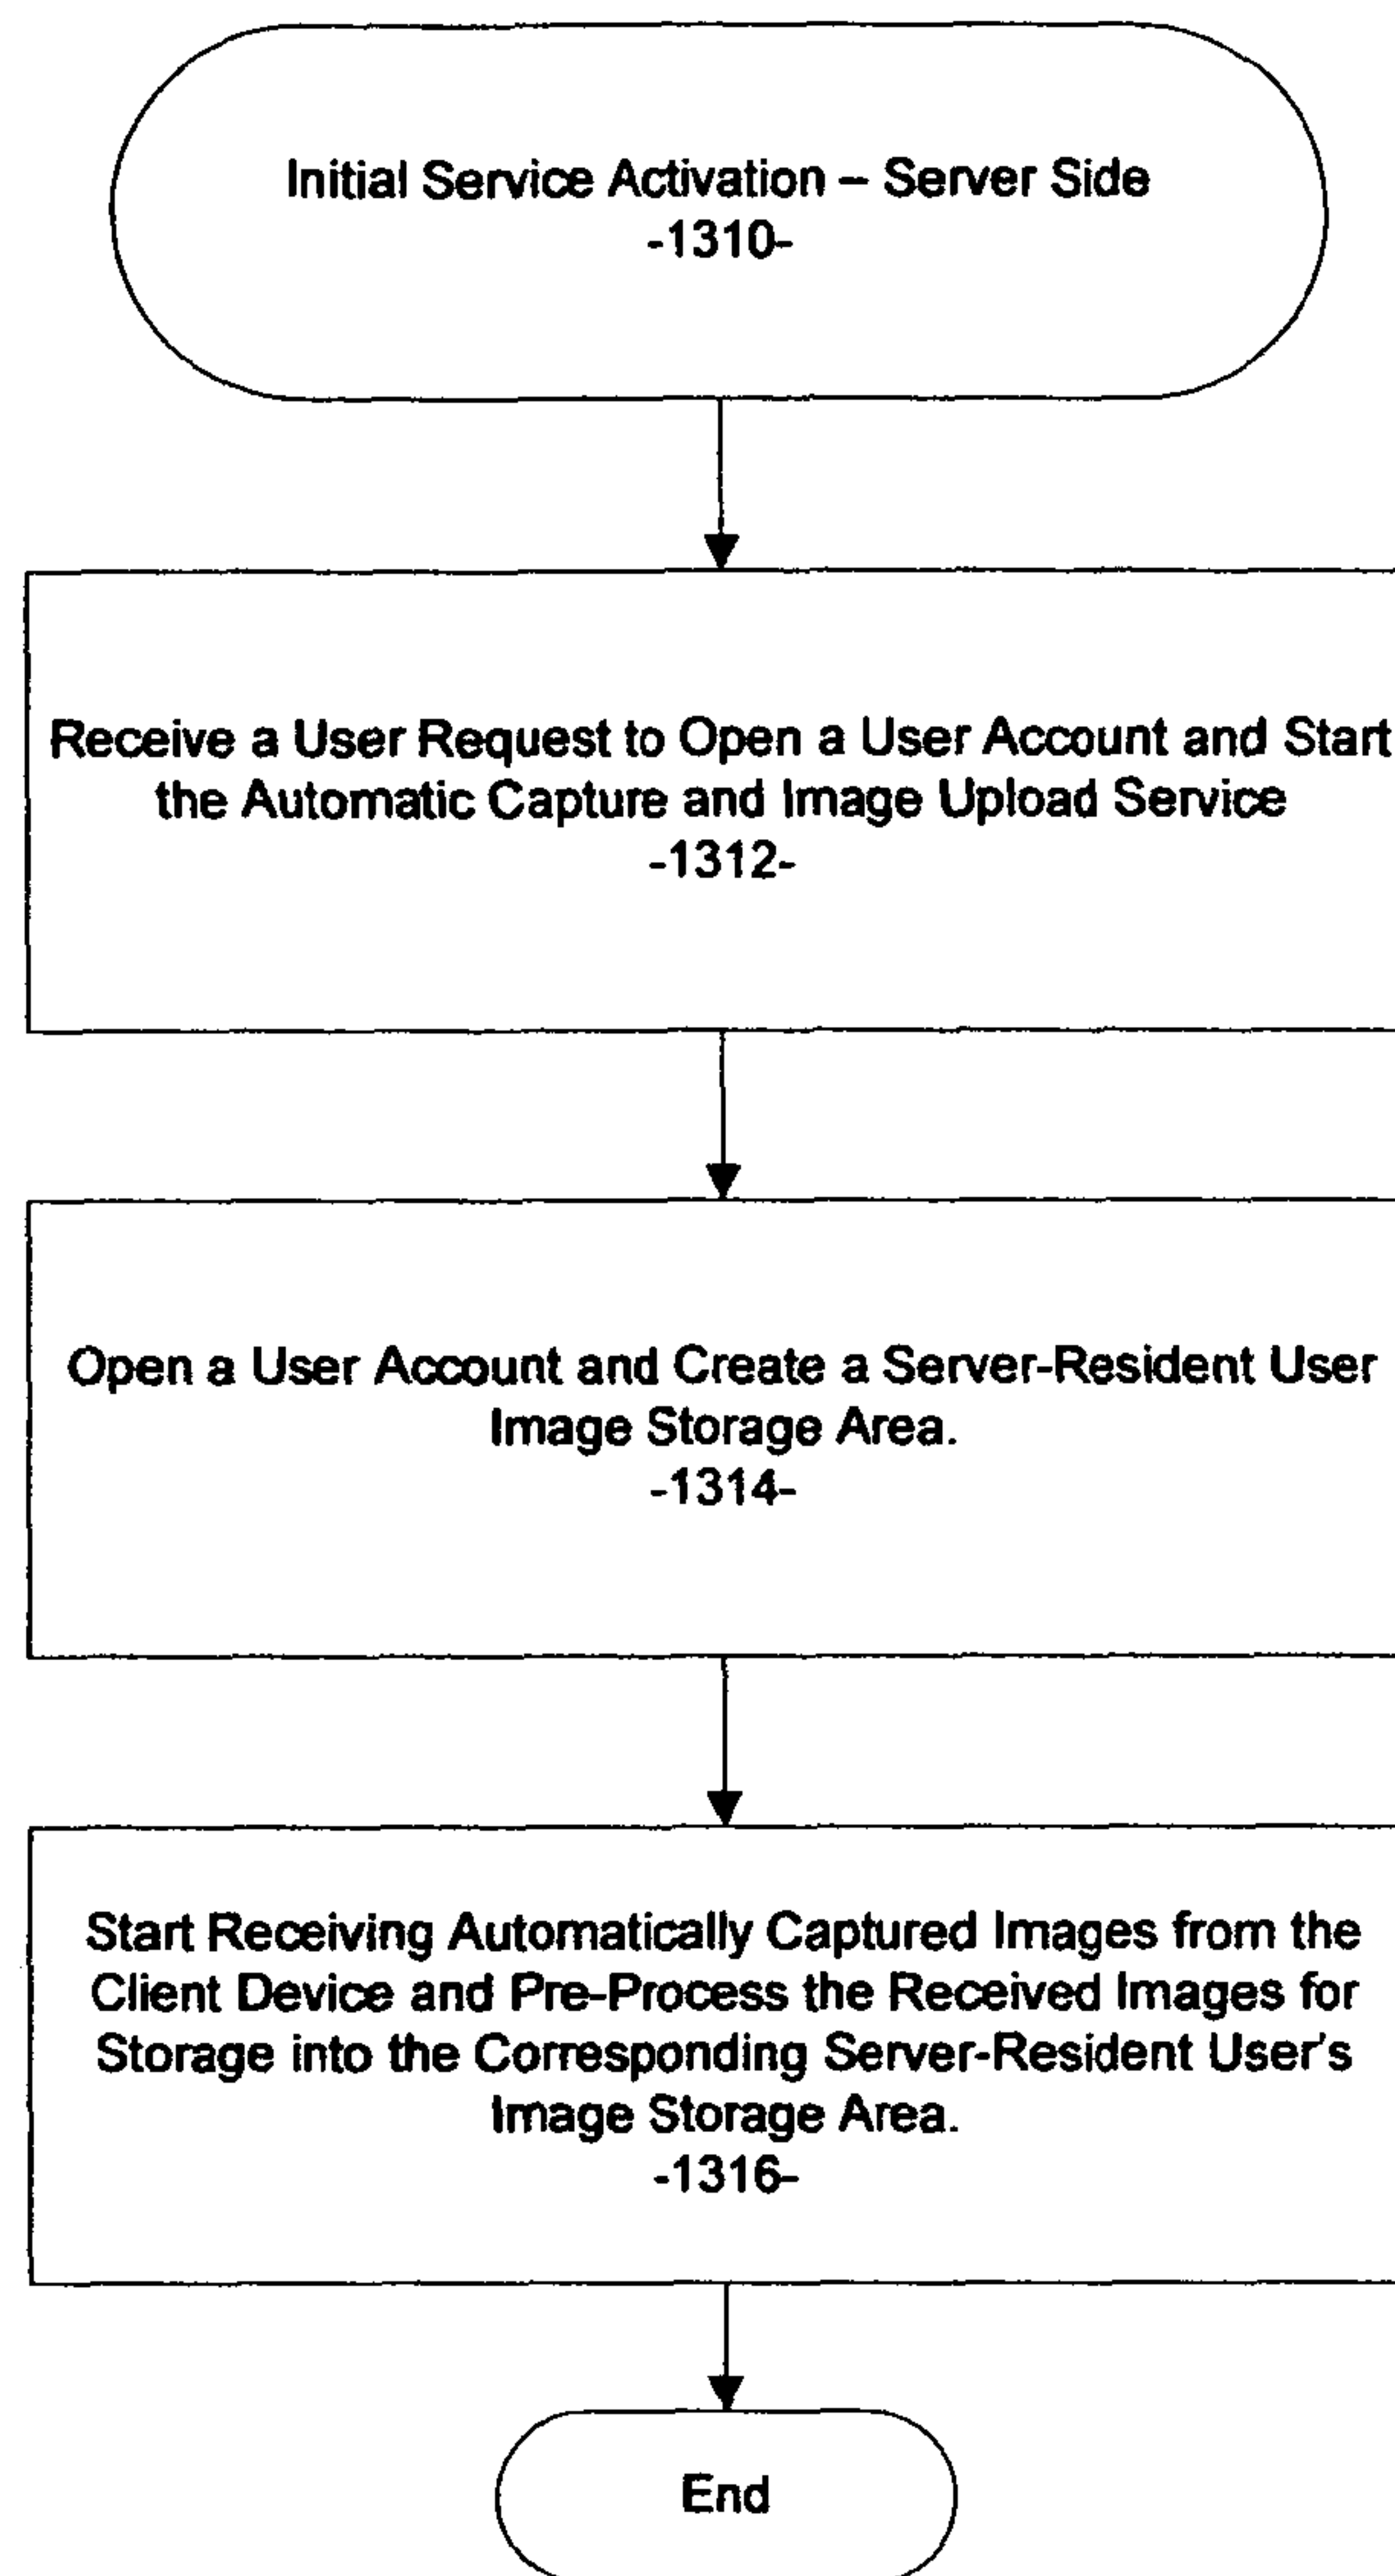 Initial Service Activation – Server Side
-1310-
Receive a User Request to Open a User Account and Start
the Automatic Capture and Image Upload Service
-1312-
Open a User Account and Create a Server-Resident User
Image Storage Area.
-1314-
Start Receiving Automatically Captured Images from the
Client Device and Pre-Process the Received Images for
Storage into the Corresponding Server-Resident User's
Image Storage Area.
-1316-
End